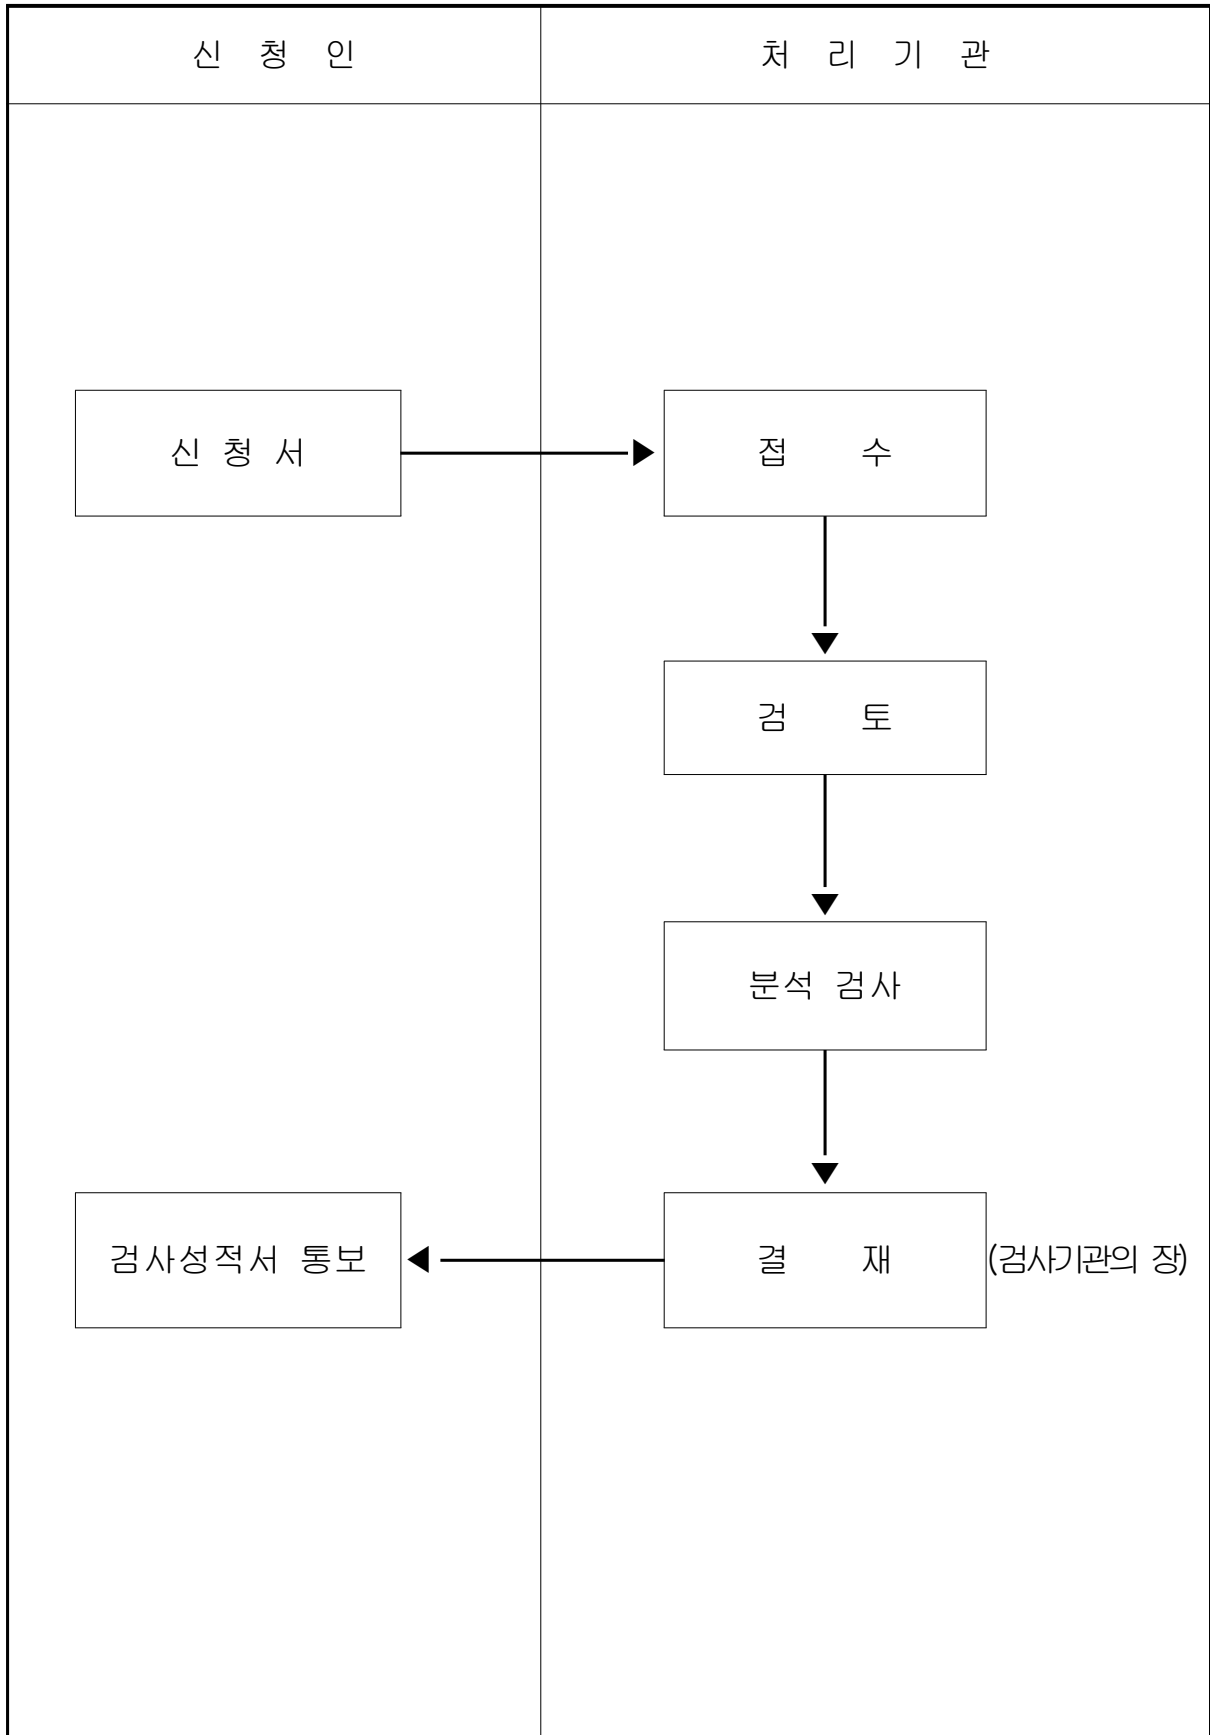 신 청 인
처 리 기 관
신 청 서
접 수
검 토
분석 검사
검사성적서 통보
결 재
(검사기관의 장)